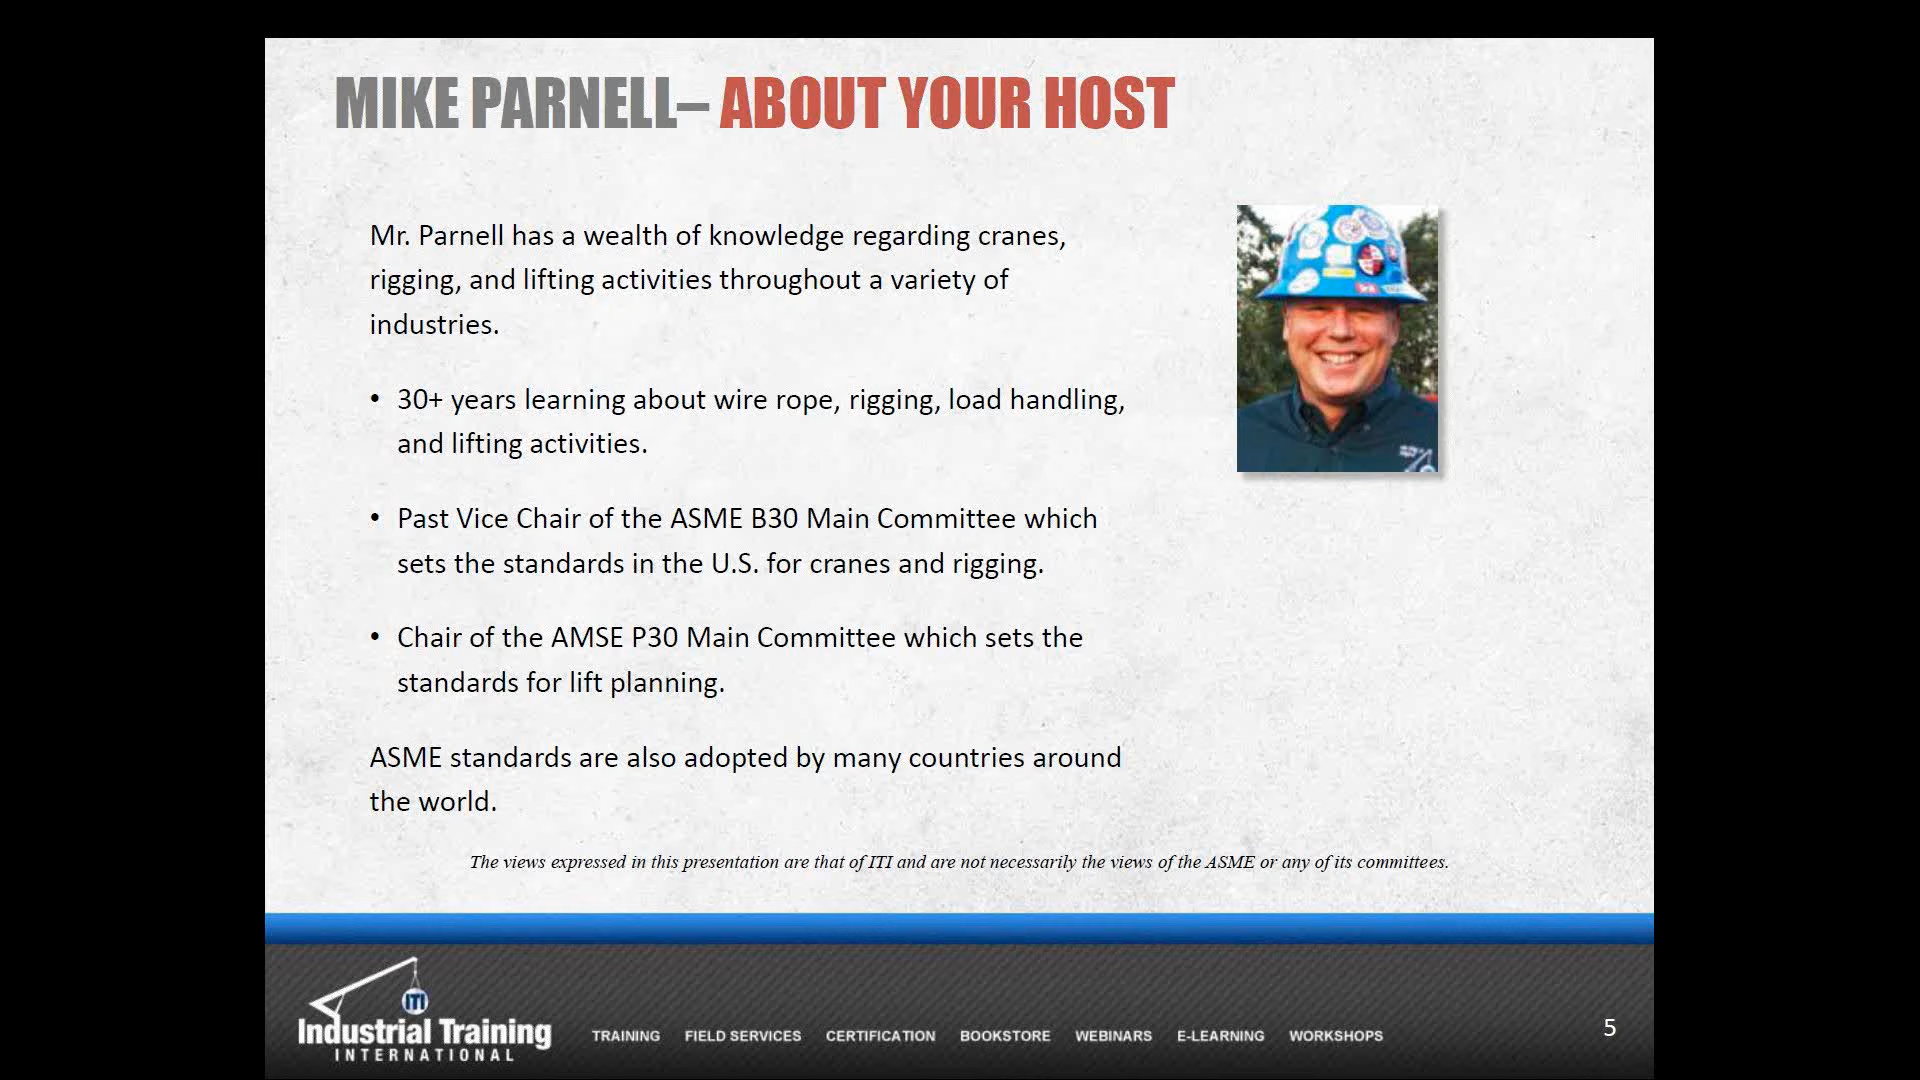 MIKE PARNELL– ABOUT YOUR HOST
Mr. Parnell has a wealth of knowledge regarding cranes,
rigging, and lifting activities throughout a variety of
industries.
• 30+ years learning about wire rope, rigging, load handling,
and lifting activities.
• Past Vice Chair of the ASME B30 Main Committee which
sets the standards in the U.S. for cranes and rigging.
• Chair of the AMSE P30 Main Committee which sets the
standards for lift planning.
ASME standards are also adopted by many countries around
the world.
The views expressed in this presentation are that of ITI and are not necessarily the views of the ASME or any of its committees.
ITI
Industrial Training
INTERNATIONAL
TRAINING FIELD SERVICES CERTIFICATION BOOKSTORE WEBINARS E-LEARNING WORKSHOPS
5